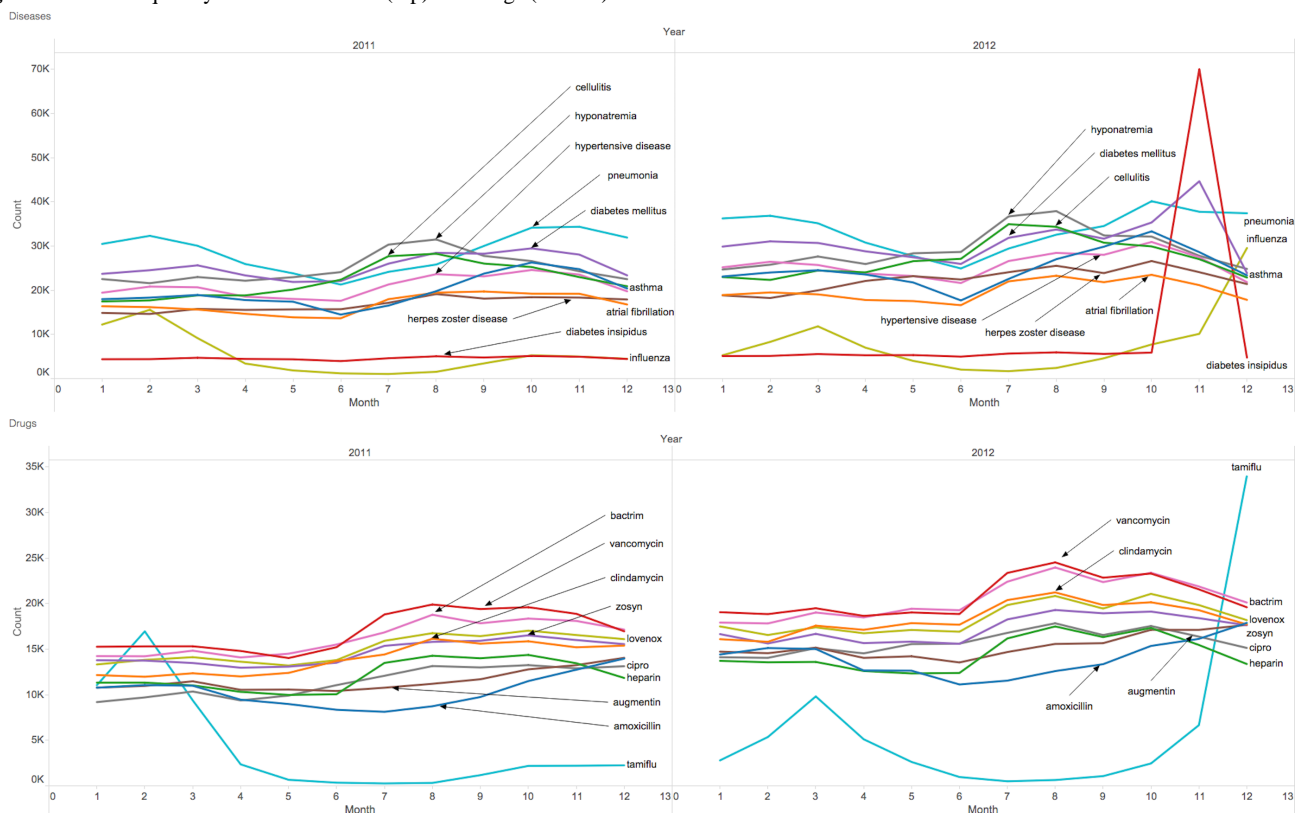 Diseases
Year
2011
2012
70K
60K
50K
40K
30K
20K
10K
0K
Count
cellulitis
hyponatremia
hypertensive disease
pneumonia
diabetes mellitus
asthma
atrial fibrillation
herpes zoster disease
diabetes insipidus
influenza
hyponatremia
diabetes mellitus
cellulitis
pneumonia
influenza
asthma
atrial fibrillation
hypertensive disease
herpes zoster disease
diabetes insipidus
0 1 2 3 4 5 6 7 8 9 10 11 12 13
0 1 2 3 4 5 6 7 8 9 10 11 12 13
Month
Month
Drugs
Year
2011
2012
35K
30K
25K
20K
15K
10K
5K
0K
Count
bactrim
vancomycin
clindamycin
zosyn
lovenox
cipro
heparin
augmentin
amoxicillin
tamiflu
tamiflu
vancomycin
clindamycin
bactrim
lovenox
zosyn
cipro
heparin
augmentin
amoxicillin
0 1 2 3 4 5 6 7 8 9 10 11 12 13
0 1 2 3 4 5 6 7 8 9 10 11 12 13
Month
Month